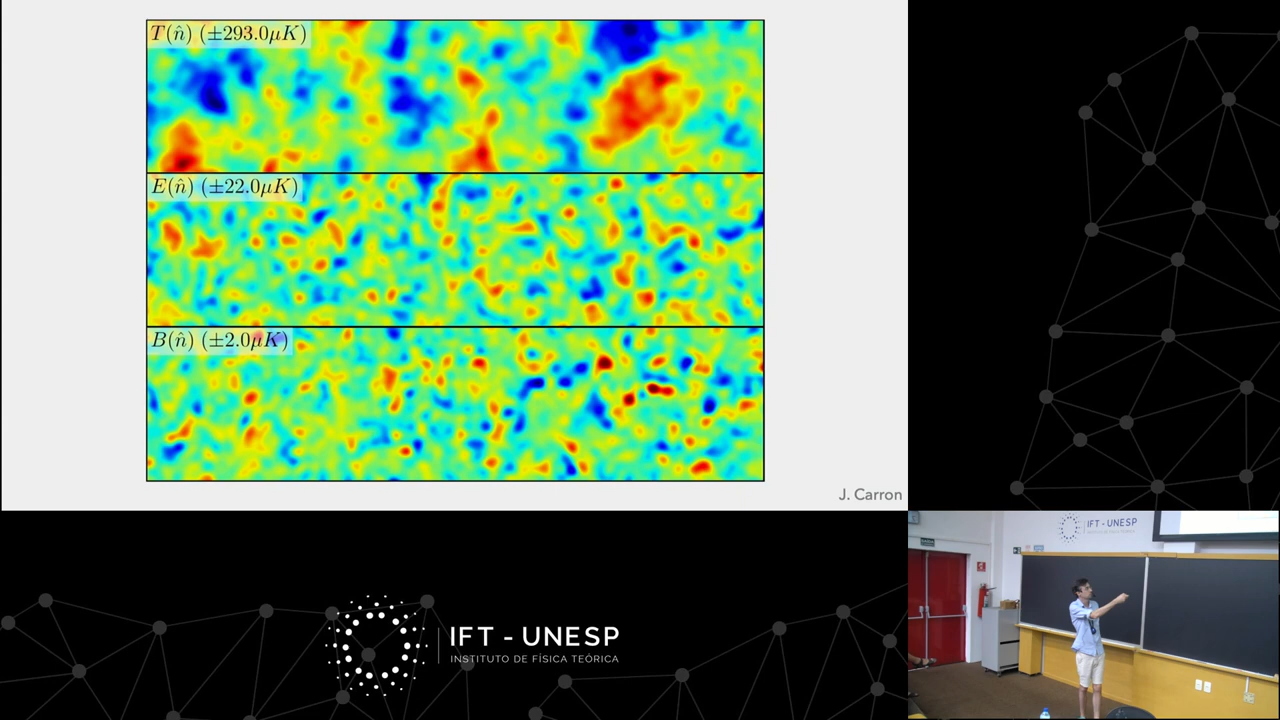 T(n̂) (±293.0μK)
E(n̂) (±22.0μK)
B(n̂) (±2.0μK)
J. Carron
IFT - UNESP
IFT - UNESP
INSTITUTO DE FÍSICA TEÓRICA